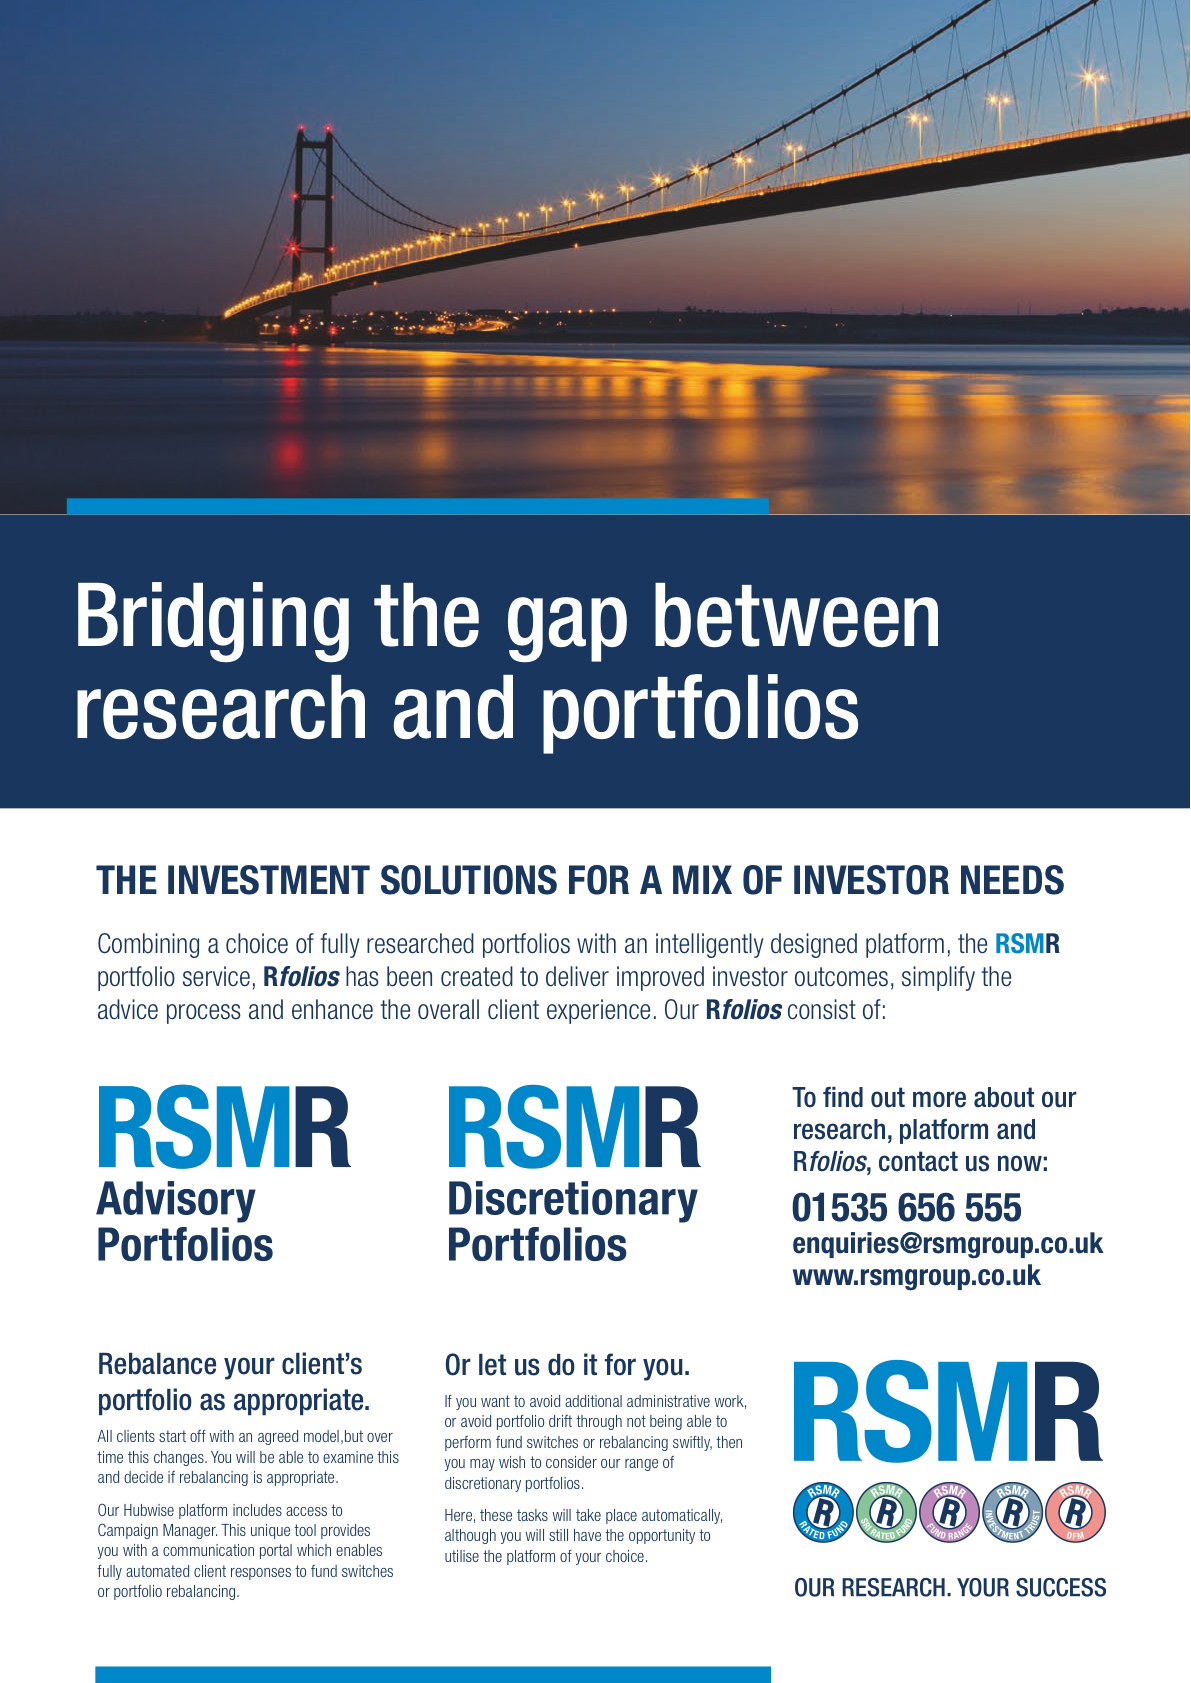 Bridging the gap between
research and portfolios
THE INVESTMENT SOLUTIONS FOR A MIX OF INVESTOR NEEDS
Combining a choice of fully researched portfolios with an intelligently designed platform, the RSMR
portfolio service, Rfolios has been created to deliver improved investor outcomes, simplify the
advice process and enhance the overall client experience. Our Rfolios consist of:
RSMR
Advisory
Portfolios
Rebalance your client's
portfolio as appropriate.
All clients start off with an agreed model,but over
time this changes. You will be able to examine this
and decide if rebalancing is appropriate.
Our Hubwise platform includes access to
Campaign Manager. This unique tool provides
you with a communication portal which enables
fully automated client responses to fund switches
or portfolio rebalancing.
RSMR
Discretionary
Portfolios
Or let us do it for you.
If you want to avoid additional administrative work,
or avoid portfolio drift through not being able to
perform fund switches or rebalancing swiftly, then
you may wish to consider our range of
discretionary portfolios.
Here, these tasks will take place automatically,
although you will still have the opportunity to
utilise the platform of your choice.
To find out more about our
research, platform and
Rfolios, contact us now:
01535 656 555
enquiries@rsmgroup.co.uk
www.rsmgroup.co.uk
RSMR
RSMR R RATED FUND
RSMR R SRI RATED FUND
RSMR R FUND RANGE
RSMR R INVESTMENT TRUST
RSMR R DFM
OUR RESEARCH. YOUR SUCCESS